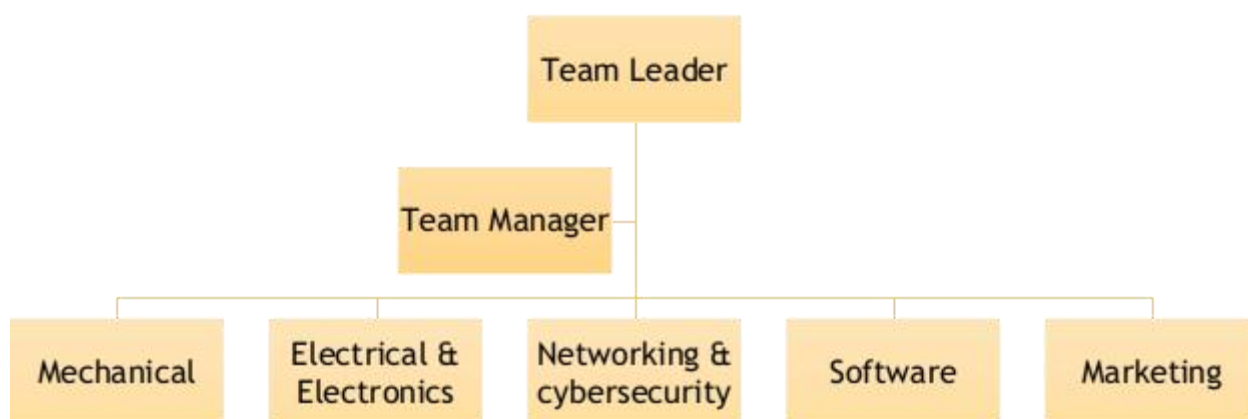 Team Leader
Team Manager
Mechanical
Electrical &
Electronics
Networking &
cybersecurity
Software
Marketing